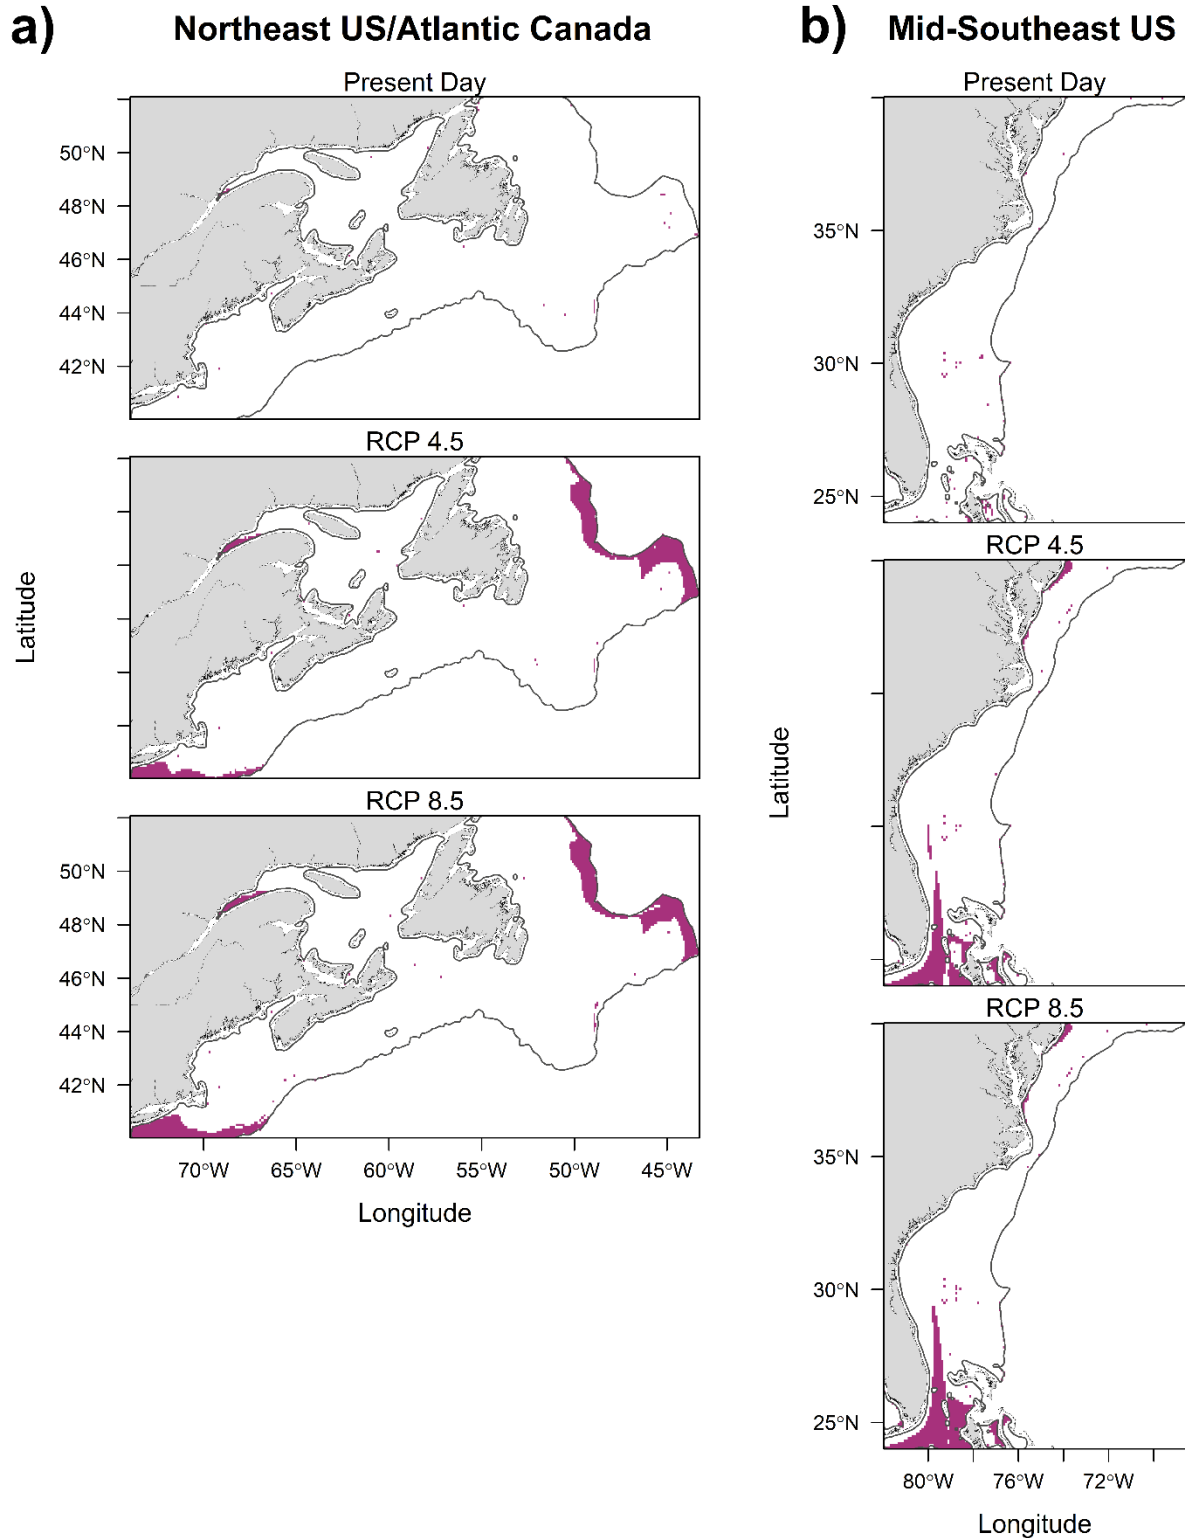 a) Northeast US/Atlantic Canada
Present Day
50°N
48°N
46°N
44°N
42°N
RCP 4.5
Latitude
RCP 8.5
50°N
48°N
46°N
44°N
42°N
70°W 65°W 60°W 55°W 50°W 45°W
Longitude
b) Mid-Southeast US
Present Day
35°N
30°N
25°N
RCP 4.5
Latitude
RCP 8.5
35°N
30°N
25°N
80°W 76°W 72°W
Longitude